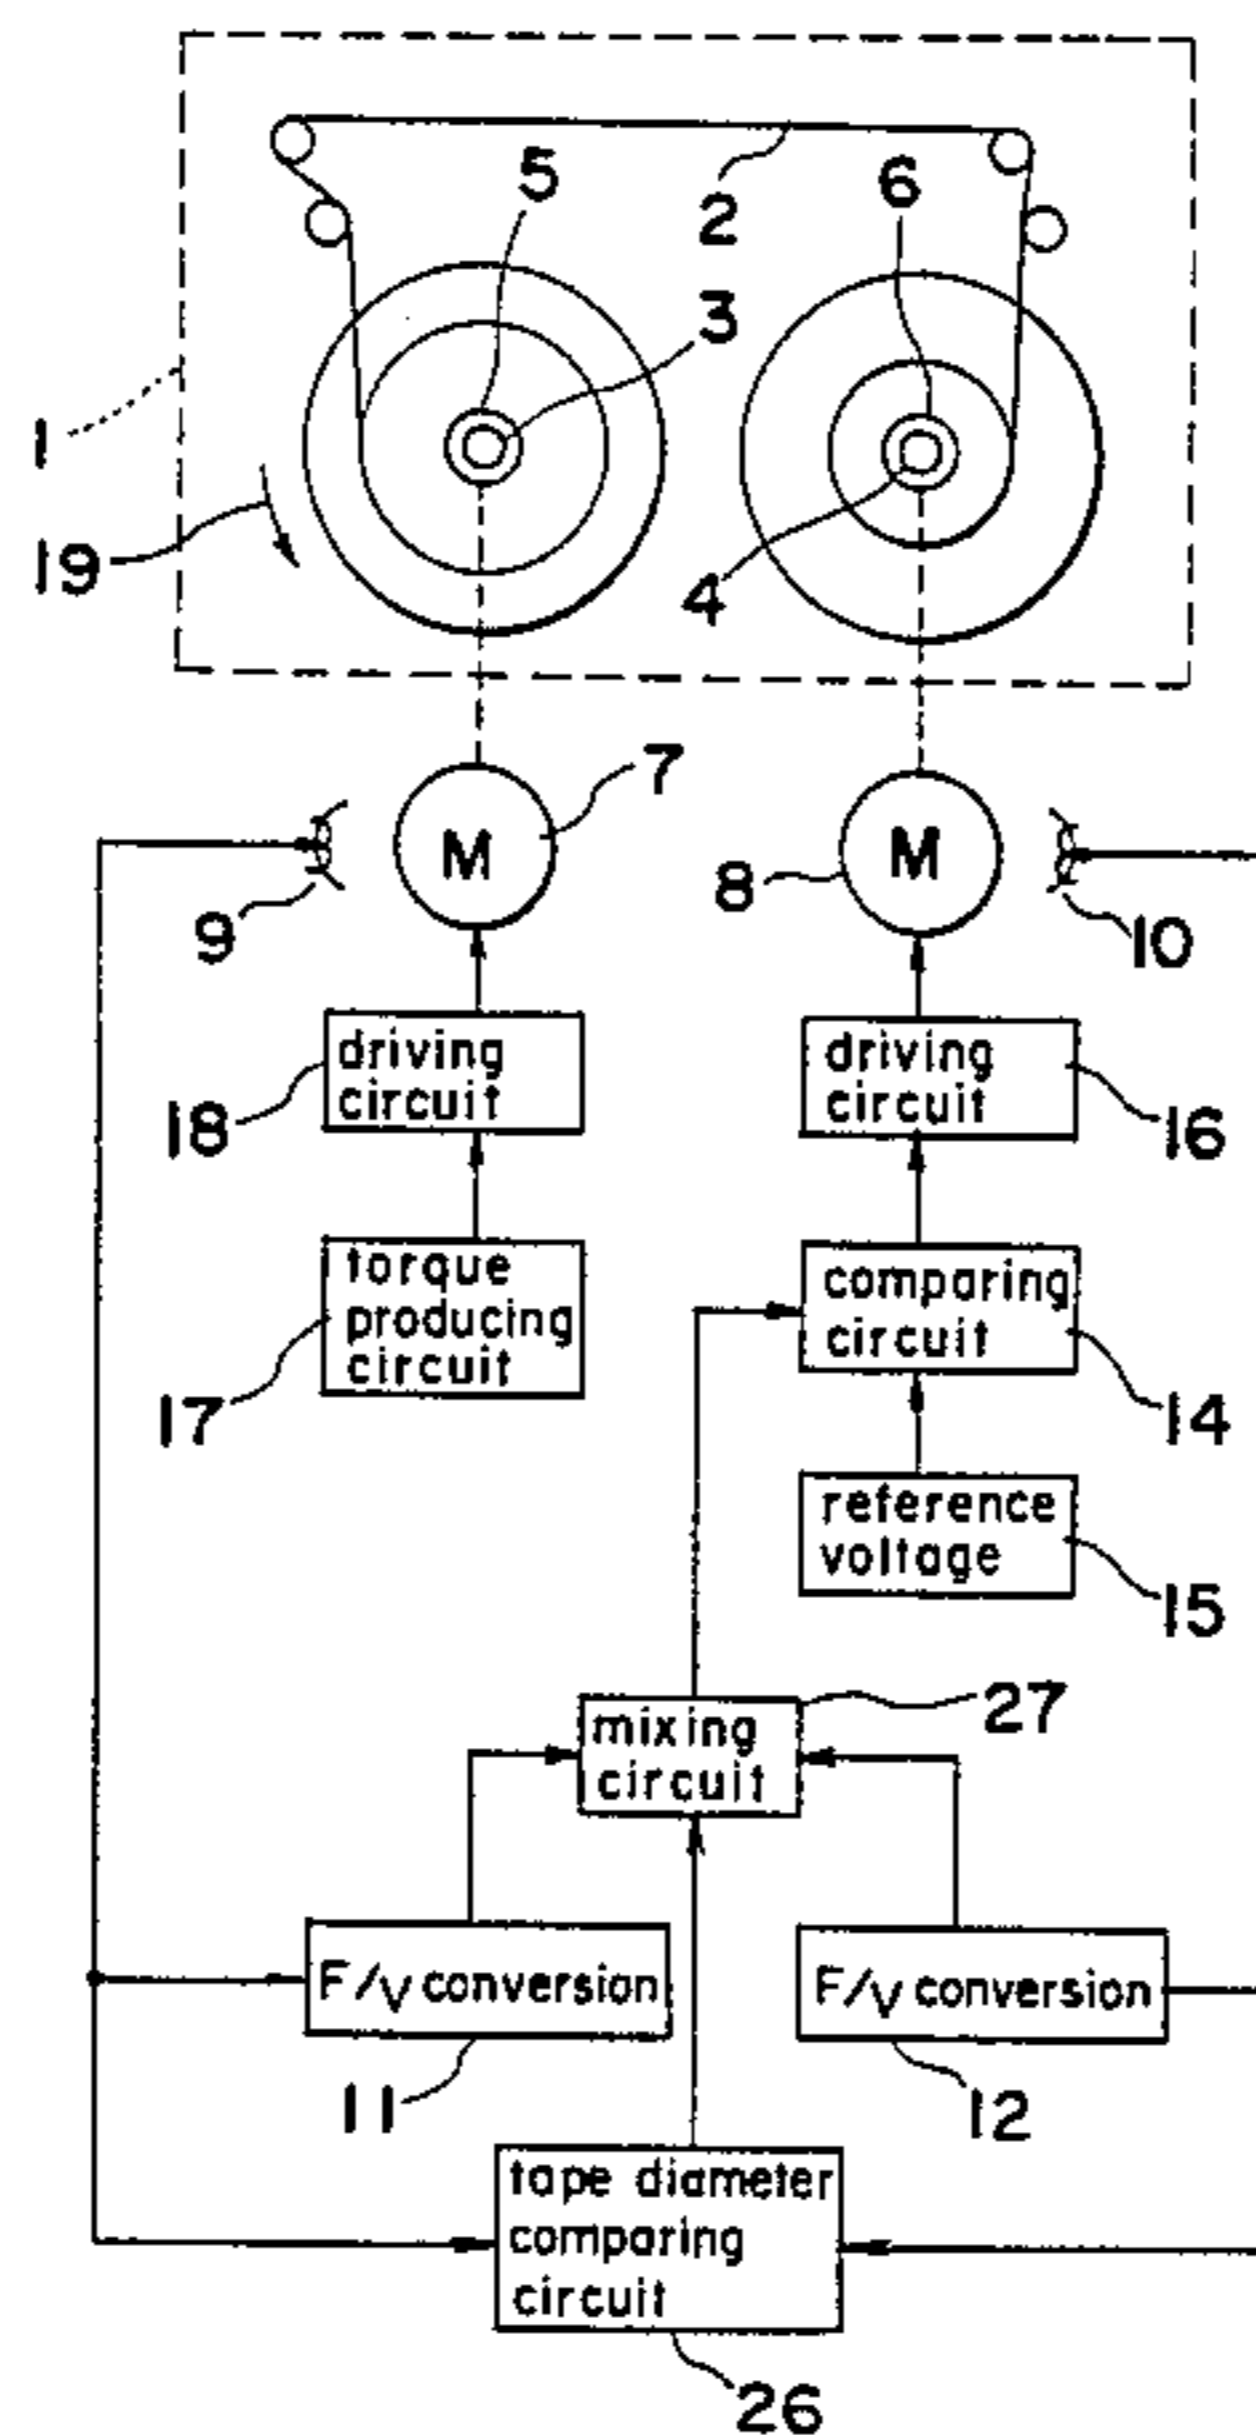 5
2
6
3
1
19
4
7
M
M
9
8
10
driving
circuit
18
driving
circuit
16
torque
producing
circuit
17
comparing
circuit
14
reference
voltage
15
mixing
circuit
27
F/V conversion
F/V conversion
11
12
tape diameter
comparing
circuit
26